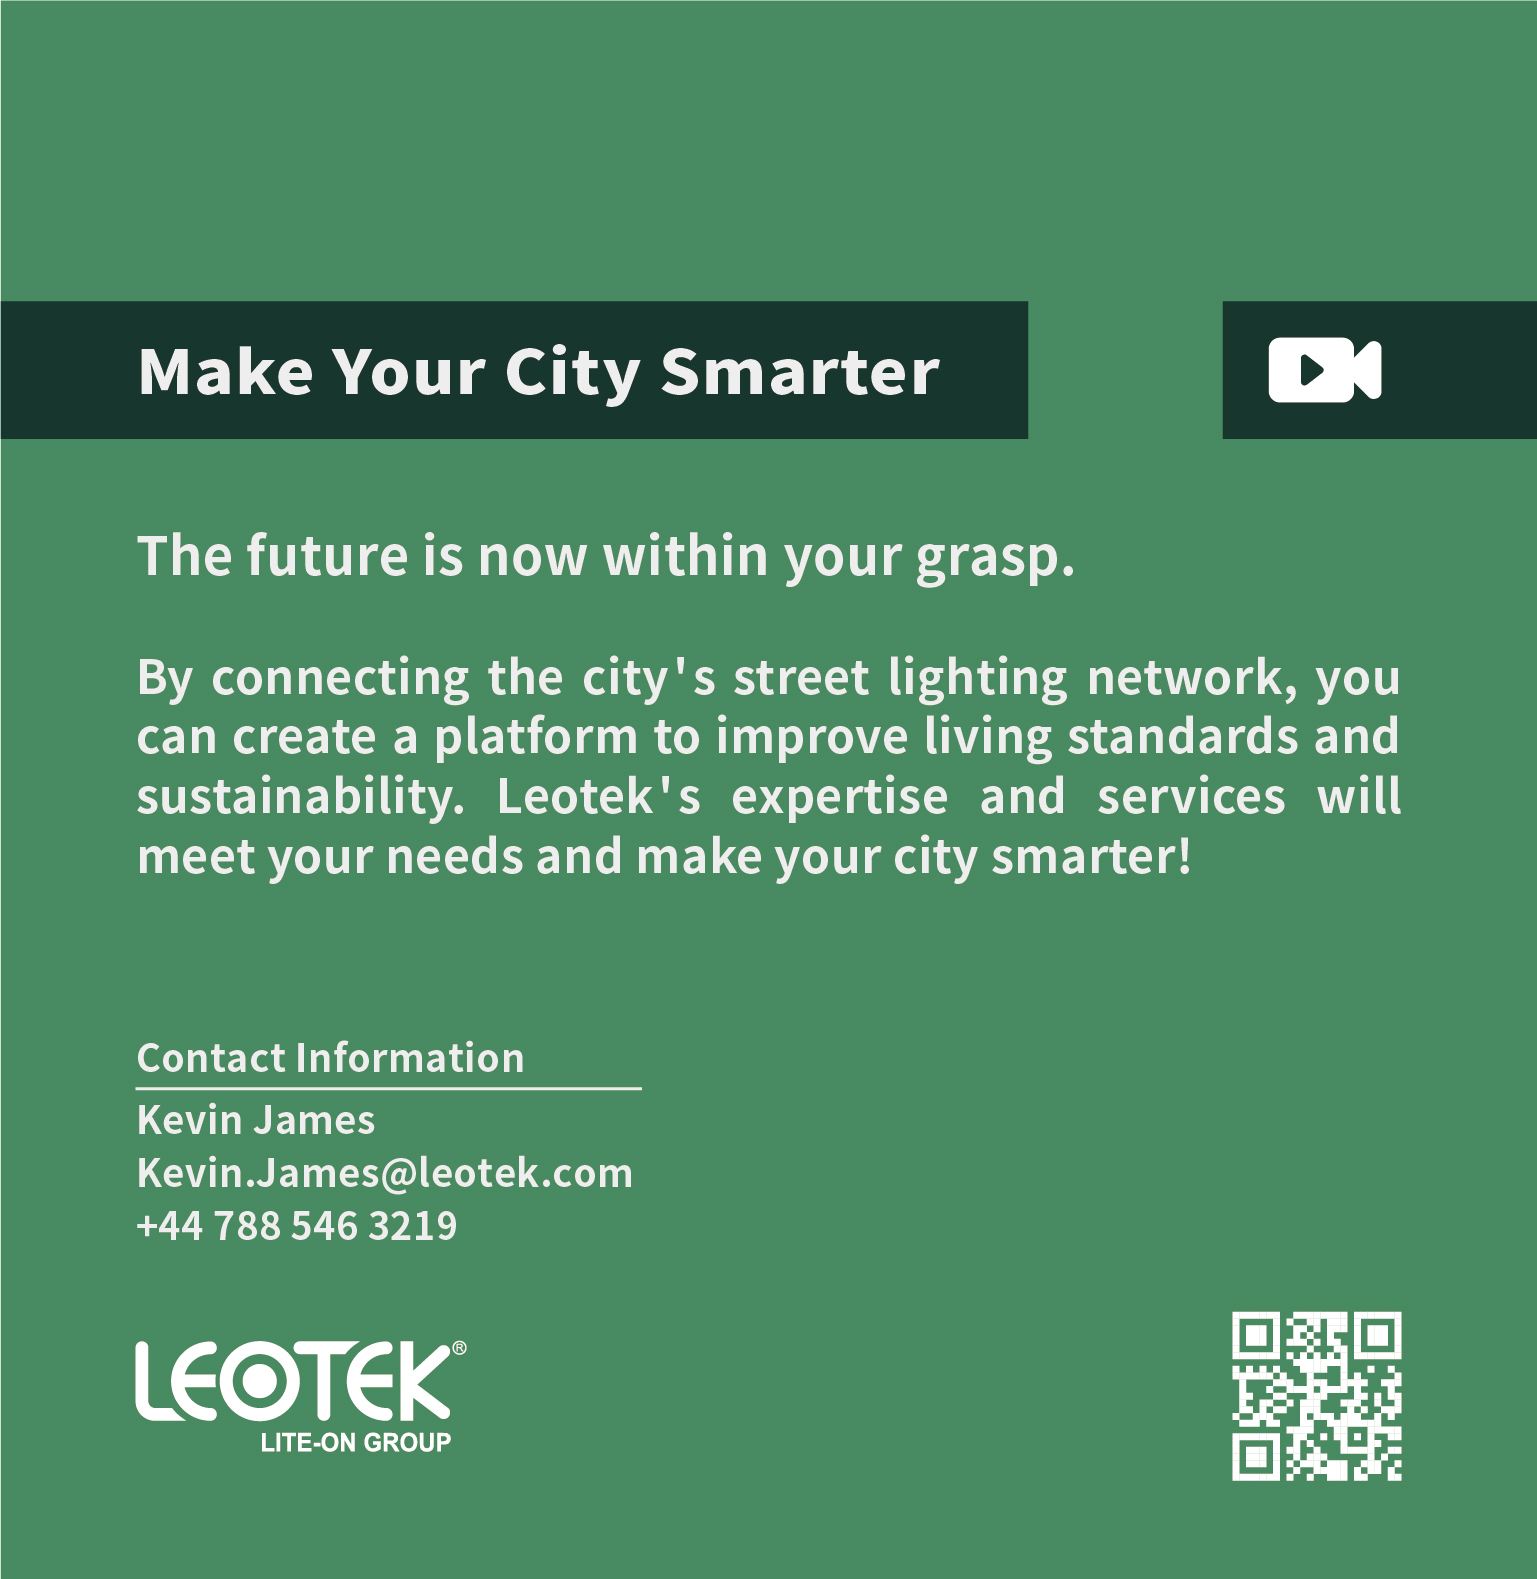 Make Your City Smarter
The future is now within your grasp.
By connecting the city's street lighting network, you
can create a platform to improve living standards and
sustainability. Leotek's expertise and services will
meet your needs and make your city smarter!
Contact Information
Kevin James
Kevin.James@leotek.com
+44 788 546 3219
LEOTEK®
LITE-ON GROUP